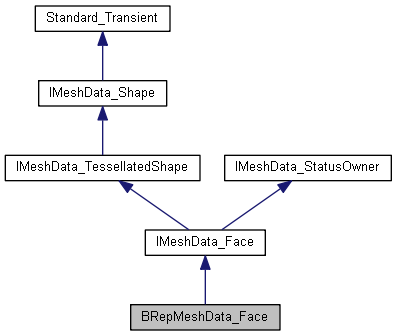 Standard_Transient
IMeshData_Shape
IMeshData_TessellatedShape
IMeshData_StatusOwner
IMeshData_Face
BRepMeshData_Face